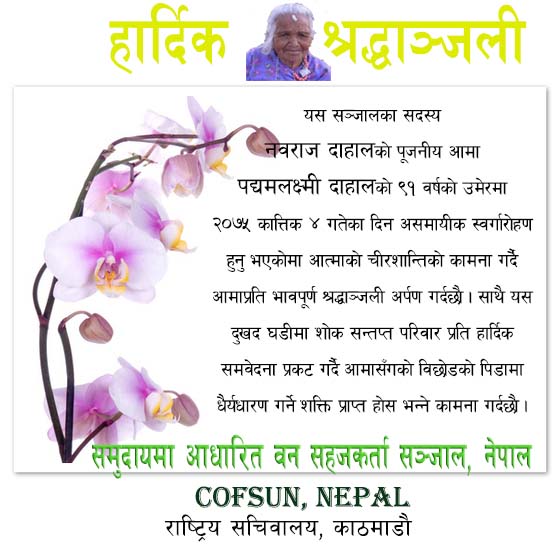 हार्दिक श्रद्धाञ्जली
यस सञ्जालका सदस्य
नवराज दाहालको पूजनीय आमा
पद्यमलक्ष्मी दाहालको ९१ वर्षको उमेरमा
२०७५ कात्तिक ४ गतेका दिन असमायीक स्वर्गारोहण
हुनु भएकोमा आत्माको चीरशान्तिको कामना गर्दै
आमाप्रति भावपूर्ण श्रद्धाञ्जली अर्पण गर्दछौ । साथै यस
दुखद घडीमा शोक सन्तप्त परिवार प्रति हार्दिक
समवेदना प्रकट गर्दै आमासँगको विछोडको पिडामा
धैर्यधारण गर्ने शक्ति प्राप्त होस भन्ने कामना गर्दछौ ।
समुदायमा आधारित वन सहजकर्ता सञ्जाल, नेपाल
COFSUN, NEPAL
राष्ट्रिय सचिवालय, काठमाडौ